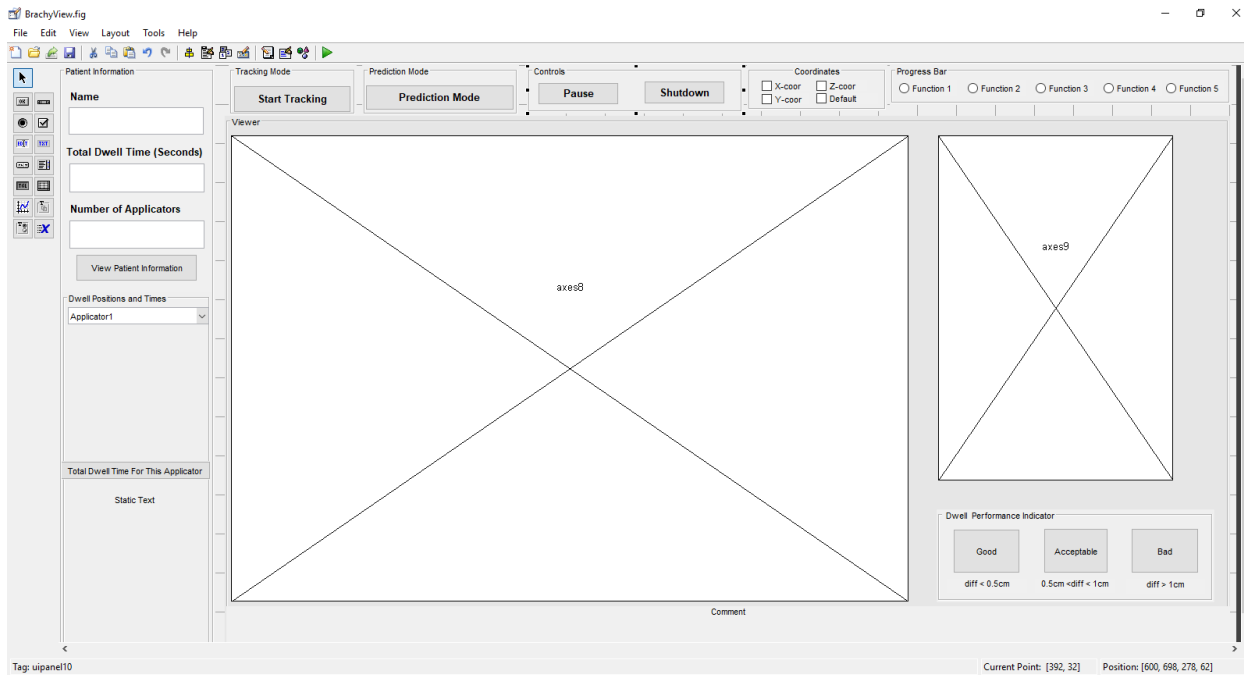 BrachyView.fig
File Edit View Layout Tools Help
Patient Information
Name
Total Dwell Time (Seconds)
Number of Applicators
View Patient Information
Dwell Positions and Times
Applicator1
Total Dwell Time For This Applicator
Static Text
Tracking Mode
Start Tracking
Prediction Mode
Prediction Mode
Controls
Pause Shutdown
Coordinates
X-coor Z-coor
Y-coor Default
Progress Bar
Function 1 Function 2 Function 3 Function 4 Function 5
Viewer
axes8
axes9
Dwell Performance Indicator
Good Acceptable Bad
diff < 0.5cm 0.5cm <diff < 1cm diff > 1cm
Comment
Tag: uipanel10
Current Point: [392, 32] Position: [600, 698, 278, 62]